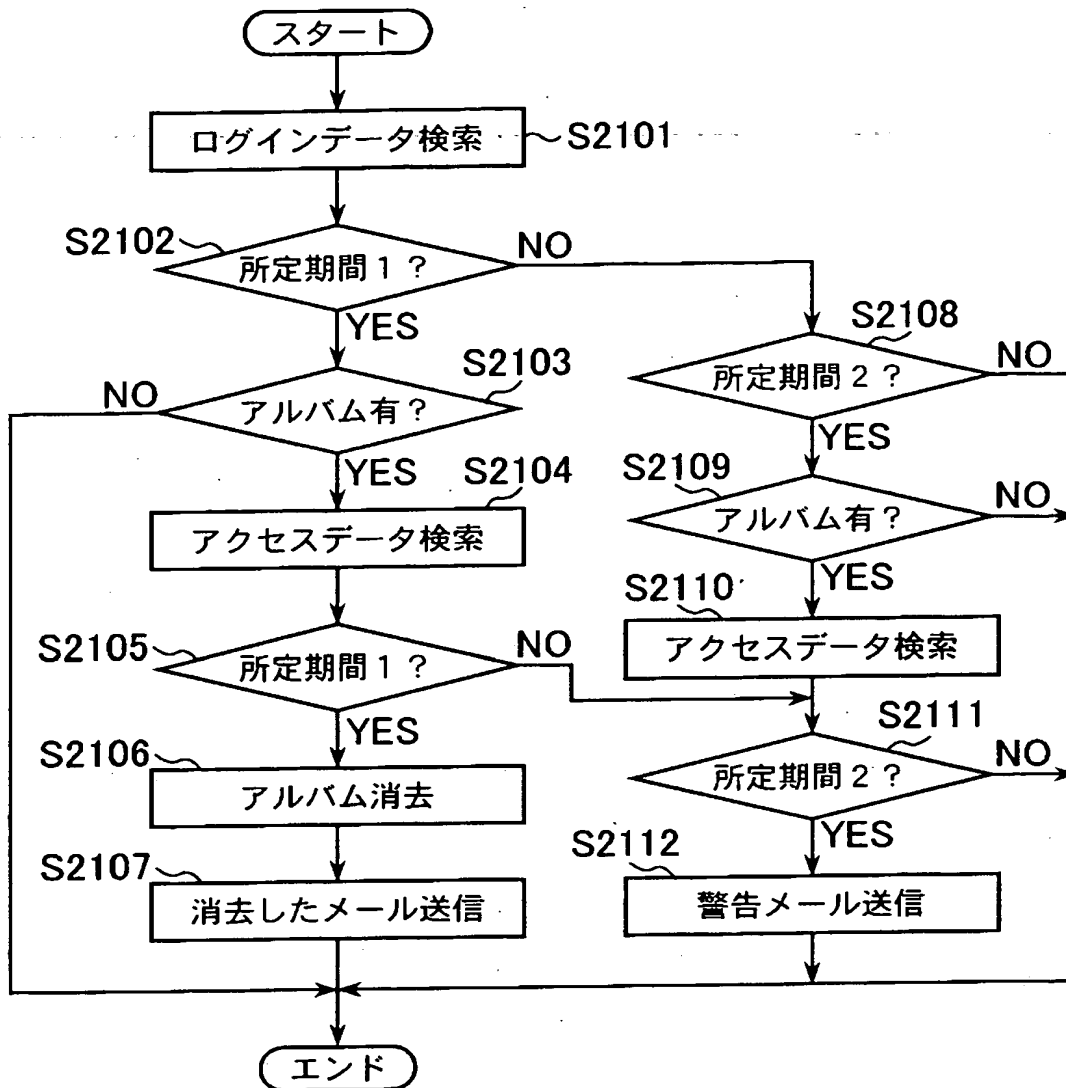 スタート
ログインデータ検索
S2101
S2102
所定期間1?
NO
YES
S2103
NO
アルバム有?
YES
S2104
アクセスデータ検索
S2105
所定期間1?
NO
YES
S2106
アルバム消去
S2107
消去したメール送信
S2108
所定期間2?
NO
YES
S2109
アルバム有?
NO
YES
S2110
アクセスデータ検索
S2111
所定期間2?
NO
YES
S2112
警告メール送信
エンド